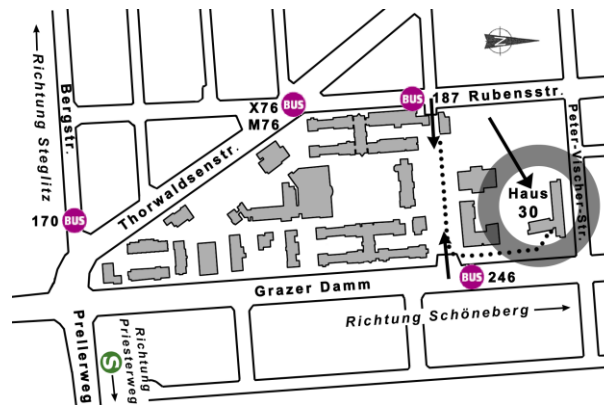 Richtung Steglitz
Bergstr.
X76 BUS
M76
BUS 187 Rubensstr.
N
Peter-Vischer-Str.
Thorwaldsenstr.
Haus
30
170 BUS
BUS 246
Grazer Damm
Richtung Schöneberg
Prellerweg
S
Richtung
Priesterweg